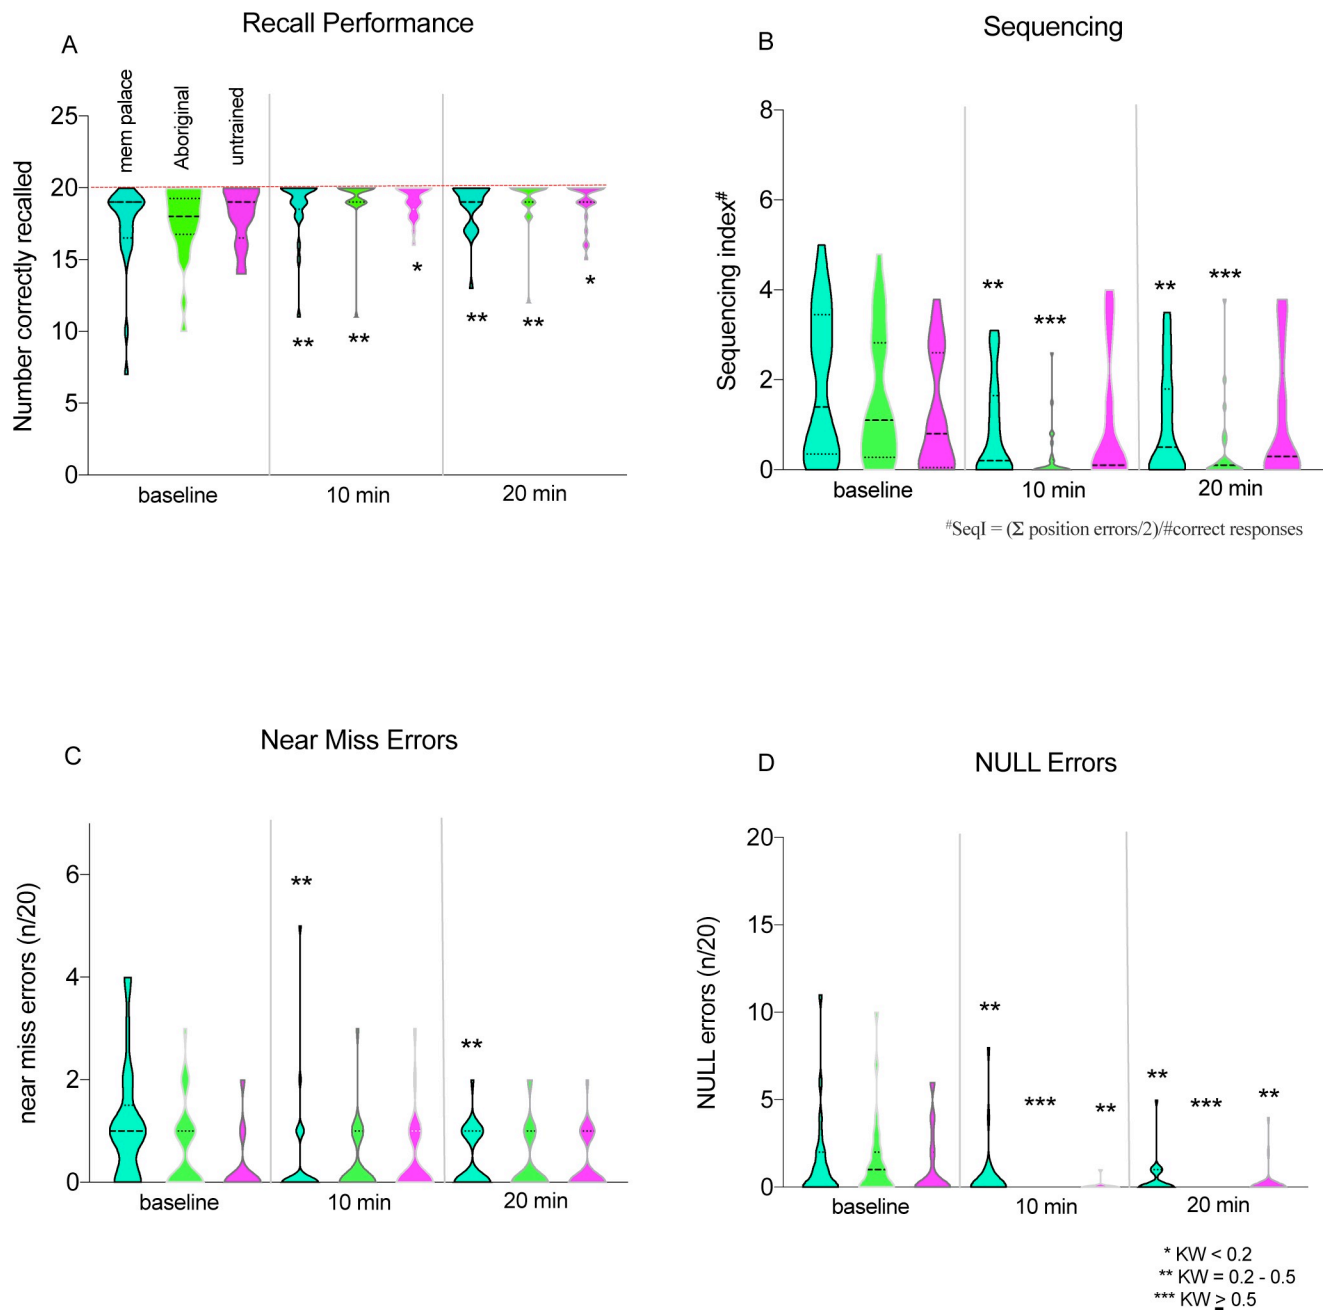 Recall Performance
A
mem palace
Aboriginal
untrained
Number correctly recalled
25
20
15
10
5
0
* 
** ** ** ** *
baseline 10 min 20 min
Sequencing
B
Sequencing index#
8
6
4
2
0
** *** ** ***
baseline 10 min 20 min
#SeqI = (Σ position errors/2)/#correct responses
Near Miss Errors
C
near miss errors (n/20)
6
4
2
0
** **
baseline 10 min 20 min
NULL Errors
D
NULL errors (n/20)
20
15
10
5
0
** *** ** ** *** **
baseline 10 min 20 min
* KW < 0.2
** KW = 0.2 - 0.5
*** KW ≥ 0.5